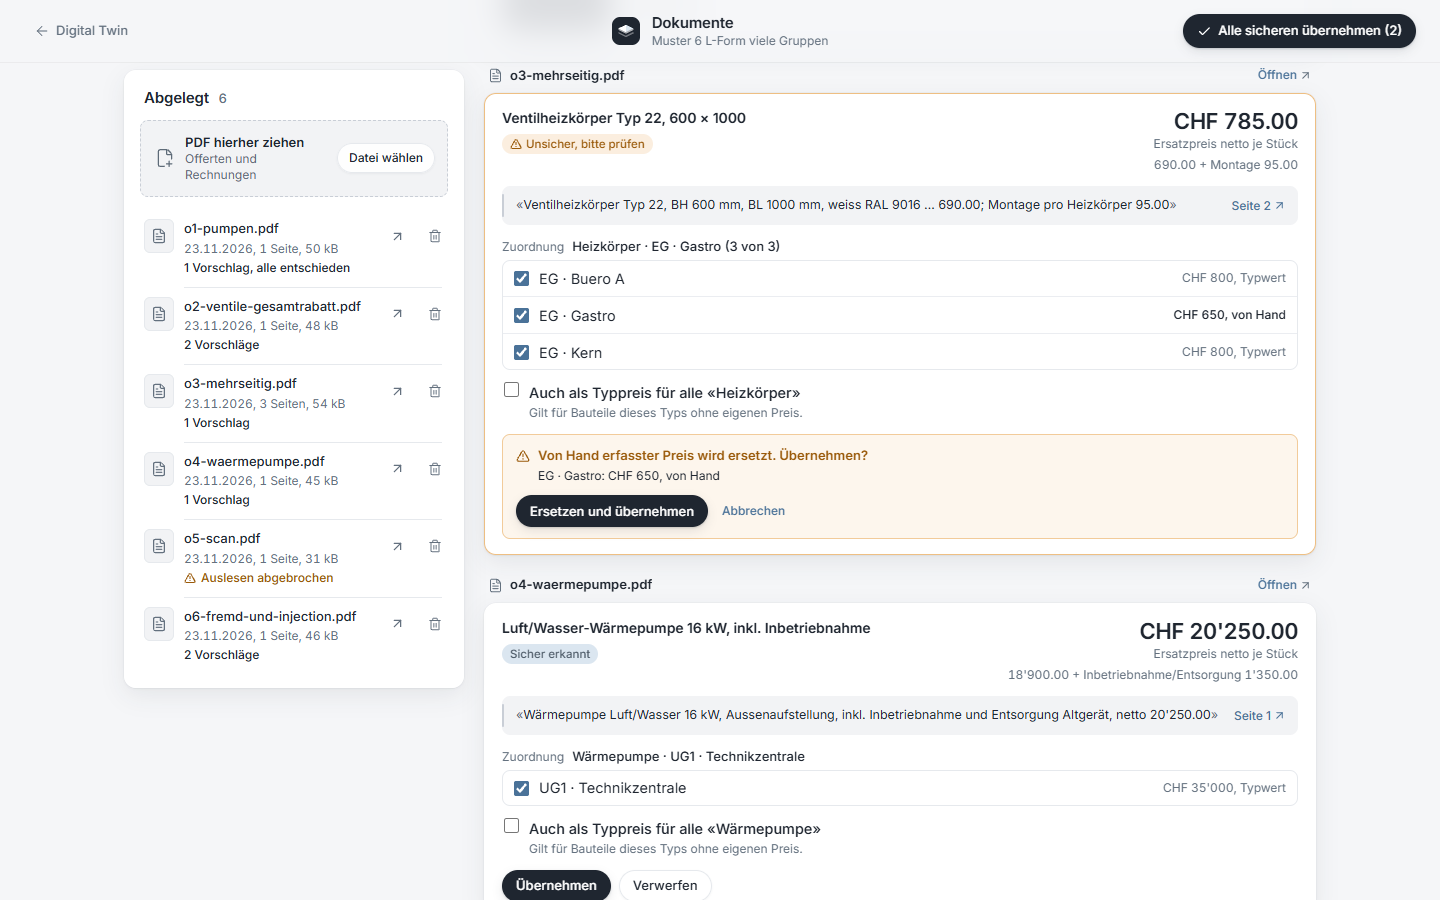 Digital Twin
Dokumente
Muster 6 L-Form viele Gruppen
Alle sicheren übernehmen (2)
Abgelegt 6
PDF hierher ziehen
Offerten und
Rechnungen
Datei wählen
o1-pumpen.pdf
23.11.2026, 1 Seite, 50 kB
1 Vorschlag, alle entschieden
o2-ventile-gesamtrabatt.pdf
23.11.2026, 1 Seite, 48 kB
2 Vorschläge
o3-mehrseitig.pdf
23.11.2026, 3 Seiten, 54 kB
1 Vorschlag
o4-waermepumpe.pdf
23.11.2026, 1 Seite, 45 kB
1 Vorschlag
o5-scan.pdf
23.11.2026, 1 Seite, 31 kB
Auslesen abgebrochen
o6-fremd-und-injection.pdf
23.11.2026, 1 Seite, 46 kB
2 Vorschläge
o3-mehrseitig.pdf Öffnen
Ventilheizkörper Typ 22, 600 × 1000
CHF 785.00
Unsicher, bitte prüfen
Ersatzpreis netto je Stück
690.00 + Montage 95.00
«Ventilheizkörper Typ 22, BH 600 mm, BL 1000 mm, weiss RAL 9016 ... 690.00; Montage pro Heizkörper 95.00» Seite 2
Zuordnung Heizkörper · EG · Gastro (3 von 3)
EG · Buero A CHF 800, Typwert
EG · Gastro CHF 650, von Hand
EG · Kern CHF 800, Typwert
Auch als Typpreis für alle «Heizkörper»
Gilt für Bauteile dieses Typs ohne eigenen Preis.
Von Hand erfasster Preis wird ersetzt. Übernehmen?
EG · Gastro: CHF 650, von Hand
Ersetzen und übernehmen Abbrechen
o4-waermepumpe.pdf Öffnen
Luft/Wasser-Wärmepumpe 16 kW, inkl. Inbetriebnahme
CHF 20'250.00
Sicher erkannt
Ersatzpreis netto je Stück
18'900.00 + Inbetriebnahme/Entsorgung 1'350.00
«Wärmepumpe Luft/Wasser 16 kW, Aussenaufstellung, inkl. Inbetriebnahme und Entsorgung Altgerät, netto 20'250.00» Seite 1
Zuordnung Wärmepumpe · UG1 · Technikzentrale
UG1 · Technikzentrale CHF 35'000, Typwert
Auch als Typpreis für alle «Wärmepumpe»
Gilt für Bauteile dieses Typs ohne eigenen Preis.
Übernehmen Verwerfen